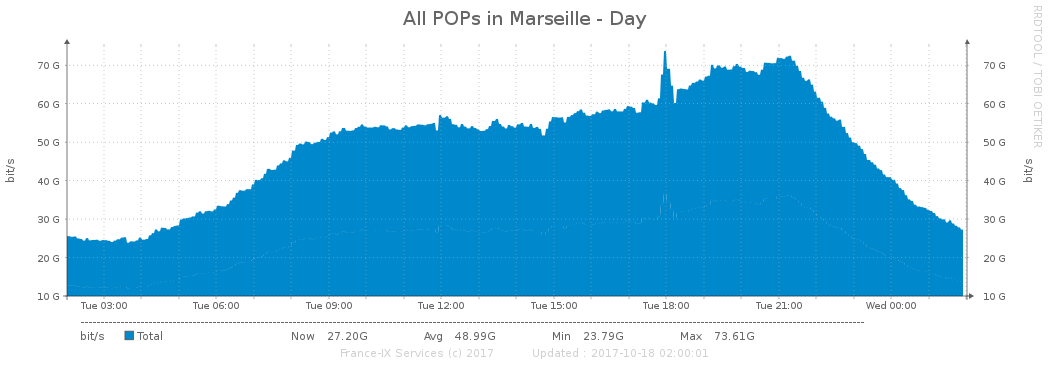 All POPs in Marseille - Day
RRDTOOL / TOBI OETIKER
bit/s
70 G 70 G
60 G 60 G
50 G 50 G
40 G 40 G
30 G 30 G
20 G 20 G
10 G 10 G
bit/s
Tue 03:00 Tue 06:00 Tue 09:00 Tue 12:00 Tue 15:00 Tue 18:00 Tue 21:00 Wed 00:00
bit/s Total Now 27.20G Avg 48.99G Min 23.79G Max 73.61G
France-IX Services (c) 2017 Updated : 2017-10-18 02:00:01